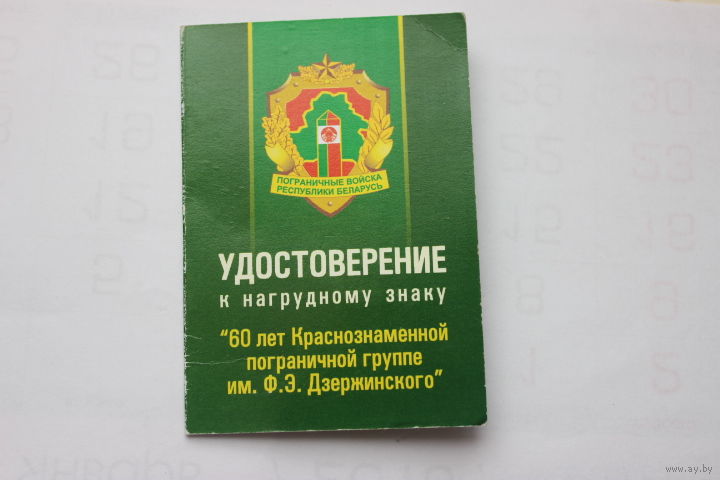 ПОГРАНИЧНЫЕ ВОЙСКА
РЕСПУБЛИКИ БЕЛАРУСЬ
УДОСТОВЕРЕНИЕ
к нагрудному знаку
"60 лет Краснознаменной
пограничной группе
им. Ф.Э. Дзержинского"
www.ay.by